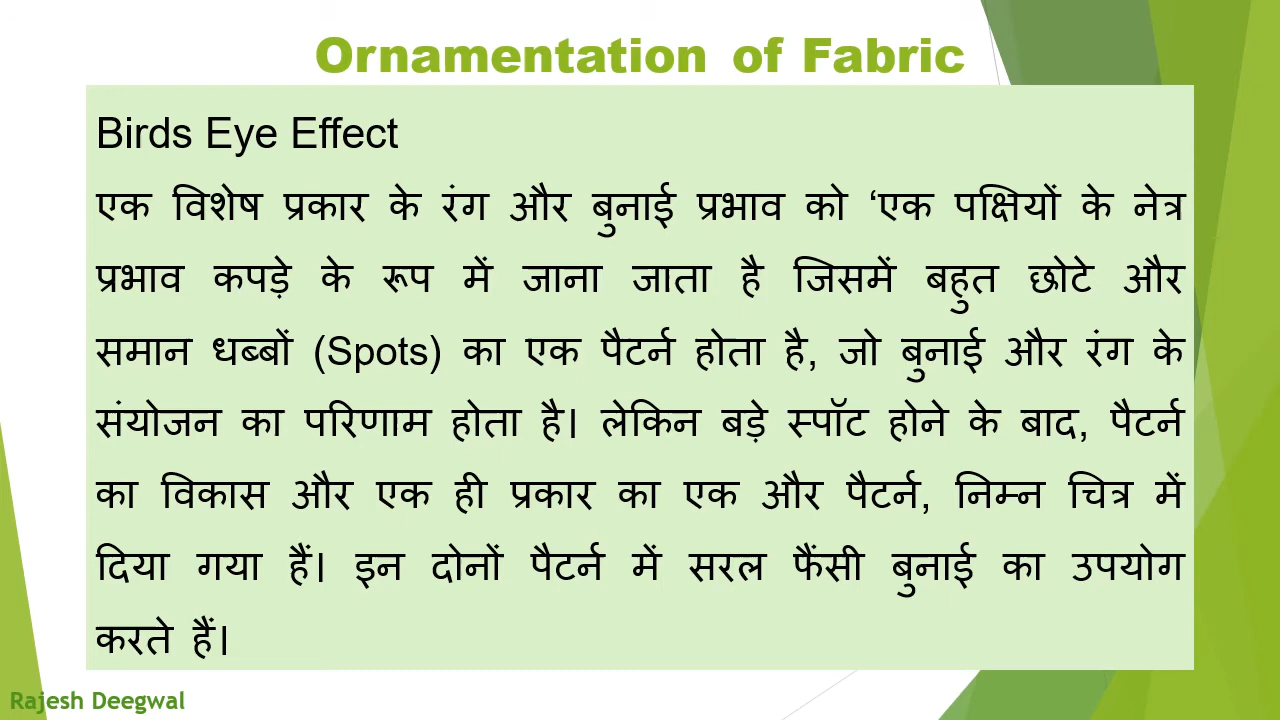 Ornamentation of Fabric
Birds Eye Effect
एक विशेष प्रकार के रंग और बुनाई प्रभाव को ‘एक पक्षियों के नेत्र
प्रभाव कपड़े के रूप में जाना जाता है जिसमें बहुत छोटे और
समान धब्बों (Spots) का एक पैटर्न होता है, जो बुनाई और रंग के
संयोजन का परिणाम होता है। लेकिन बड़े स्पॉट होने के बाद, पैटर्न
का विकास और एक ही प्रकार का एक और पैटर्न, निम्न चित्र में
दिया गया हैं। इन दोनों पैटर्न में सरल फैंसी बुनाई का उपयोग
करते हैं।
Rajesh Deegwal